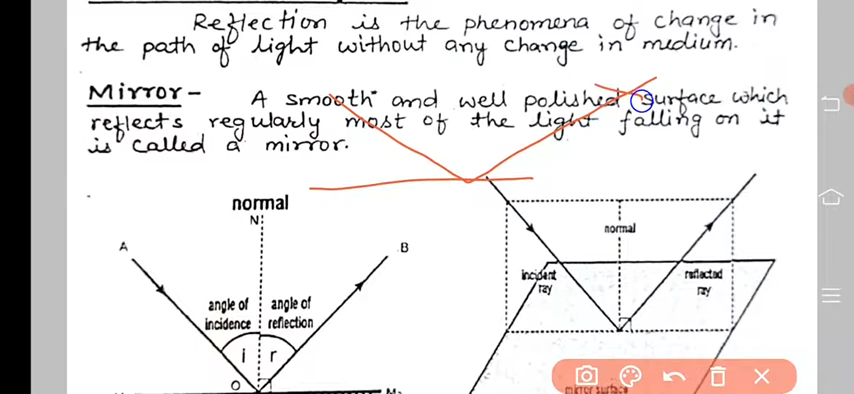 Reflection is the phenomena of change in
the path of light without any change in medium.
Mirror - A smooth and well polished surface which
reflects regularly most of the light falling on it
is called a mirror.
normal
N
A
B
angle of incidence
angle of reflection
i
r
O
normal
incident ray
reflected ray
mirror surface